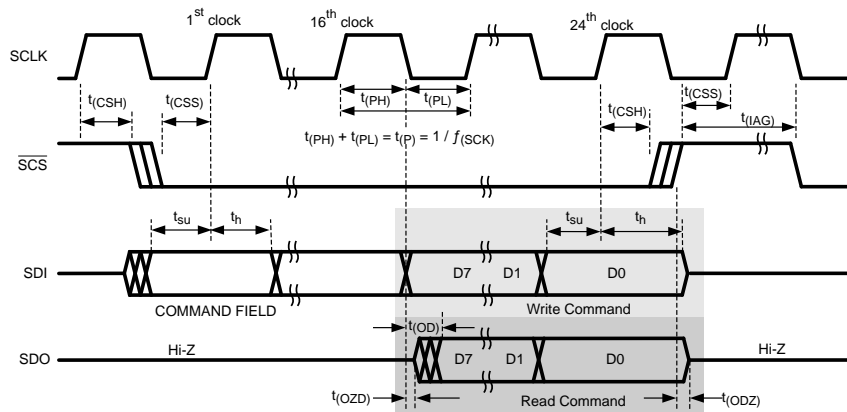 1st clock
16th clock
24th clock
SCLK
t(CSH)
t(CSS)
t(PH)
t(PL)
t(CSH)
t(CSS)
t(IAG)
t(PH) + t(PL) = t(P) = 1 / f(SCK)
SCS
tsu
th
tsu
th
SDI
D7
D1
D0
COMMAND FIELD
Write Command
t(OD)
SDO
Hi-Z
D7
D1
D0
Hi-Z
t(OZD)
Read Command
t(ODZ)